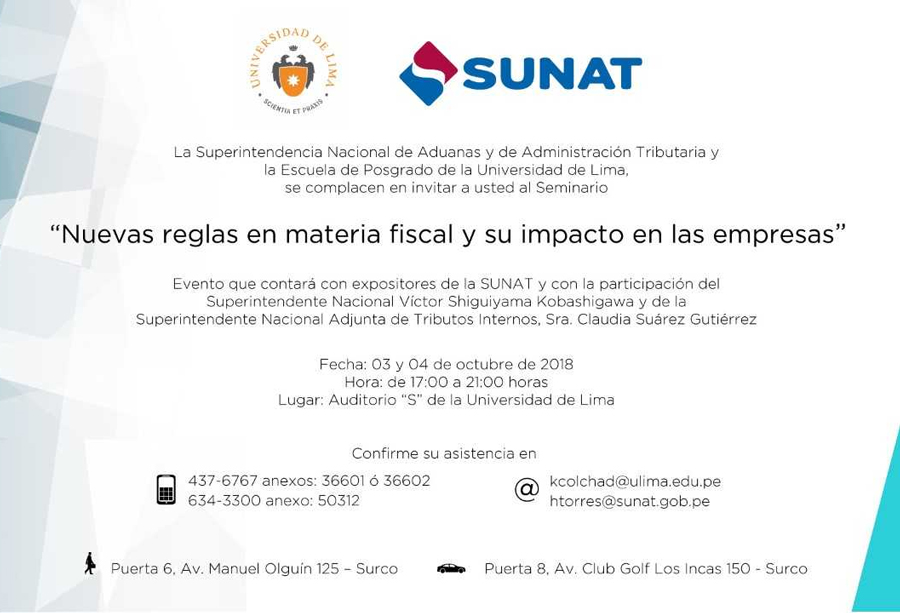 UNIVERSIDAD DE LIMA
SCIENTIA ET PRAXIS
SUNAT
La Superintendencia Nacional de Aduanas y de Administración Tributaria y
la Escuela de Posgrado de la Universidad de Lima,
se complacen en invitar a usted al Seminario
“Nuevas reglas en materia fiscal y su impacto en las empresas”
Evento que contará con expositores de la SUNAT y con la participación del
Superintendente Nacional Víctor Shiguiyama Kobashigawa y de la
Superintendente Nacional Adjunta de Tributos Internos, Sra. Claudia Suárez Gutiérrez
Fecha: 03 y 04 de octubre de 2018
Hora: de 17:00 a 21:00 horas
Lugar: Auditorio “S” de la Universidad de Lima
Confirme su asistencia en
437-6767 anexos: 36601 ó 36602
634-3300 anexo: 50312
@ kcolchad@ulima.edu.pe
htorres@sunat.gob.pe
Puerta 6, Av. Manuel Olguín 125 – Surco
Puerta 8, Av. Club Golf Los Incas 150 - Surco